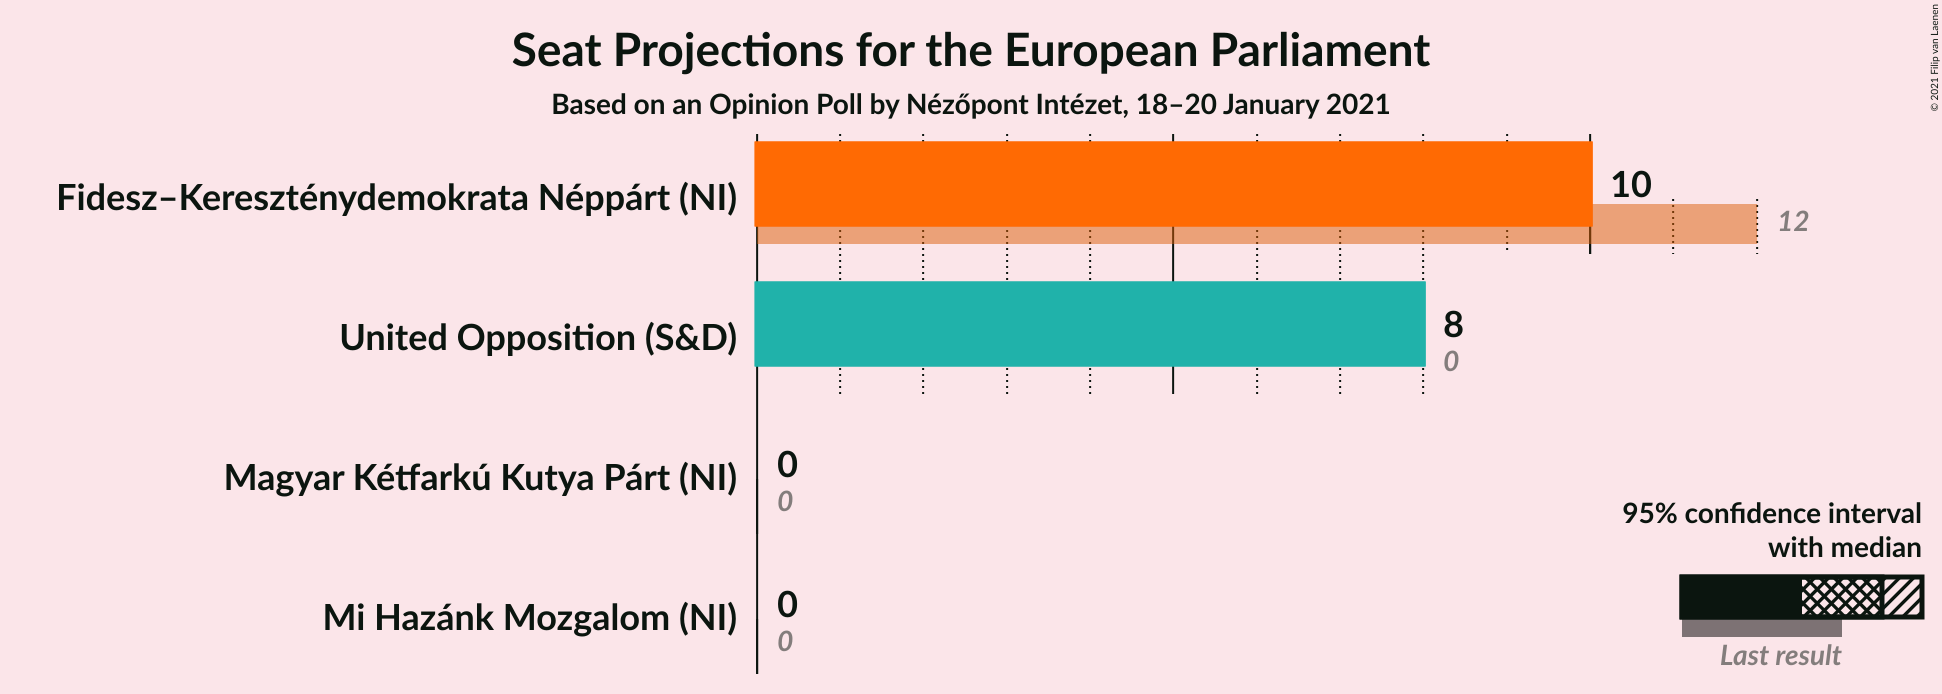 Seat Projections for the European Parliament
Based on an Opinion Poll by Nézőpont Intézet, 18–20 January 2021
© 2021 Filip van Laenen
Fidesz–Kereszténydemokrata Néppárt (NI)
10
12
United Opposition (S&D)
8
0
Magyar Kétfarkú Kutya Párt (NI)
0
0
Mi Hazánk Mozgalom (NI)
0
0
95% confidence interval
with median
Last result